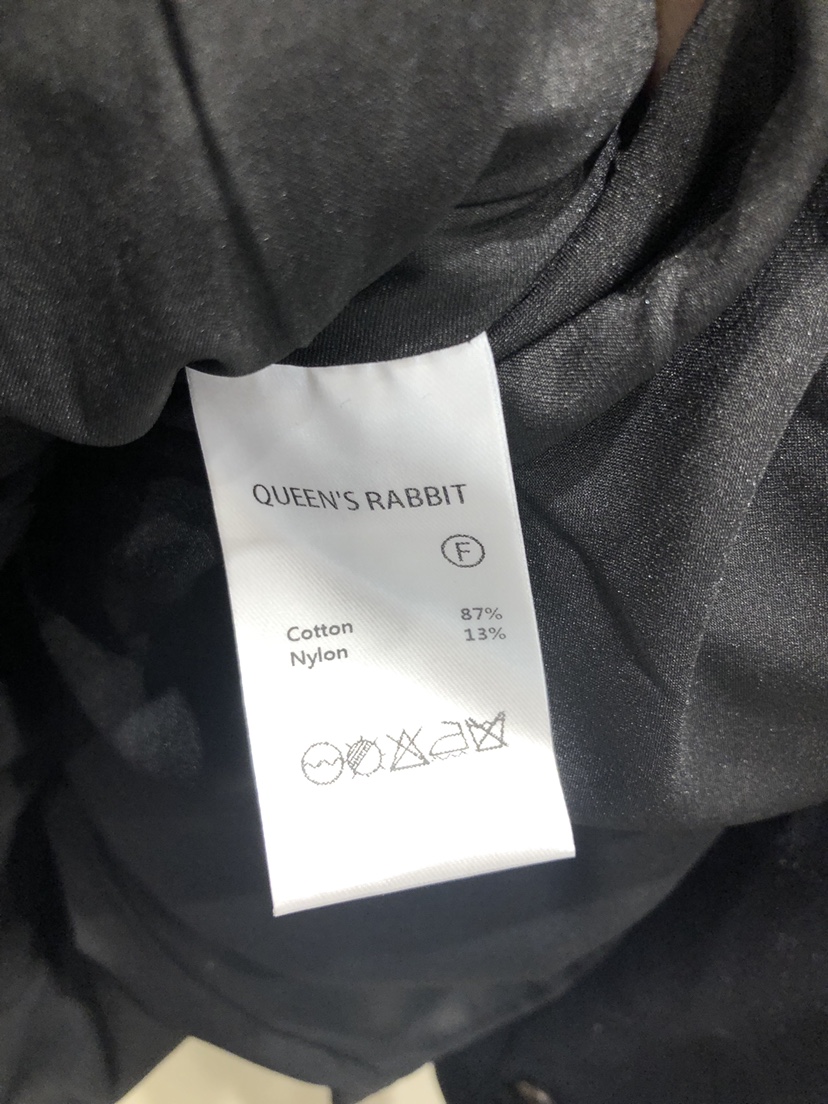 QUEEN'S RABBIT
F
Cotton 87%
Nylon 13%